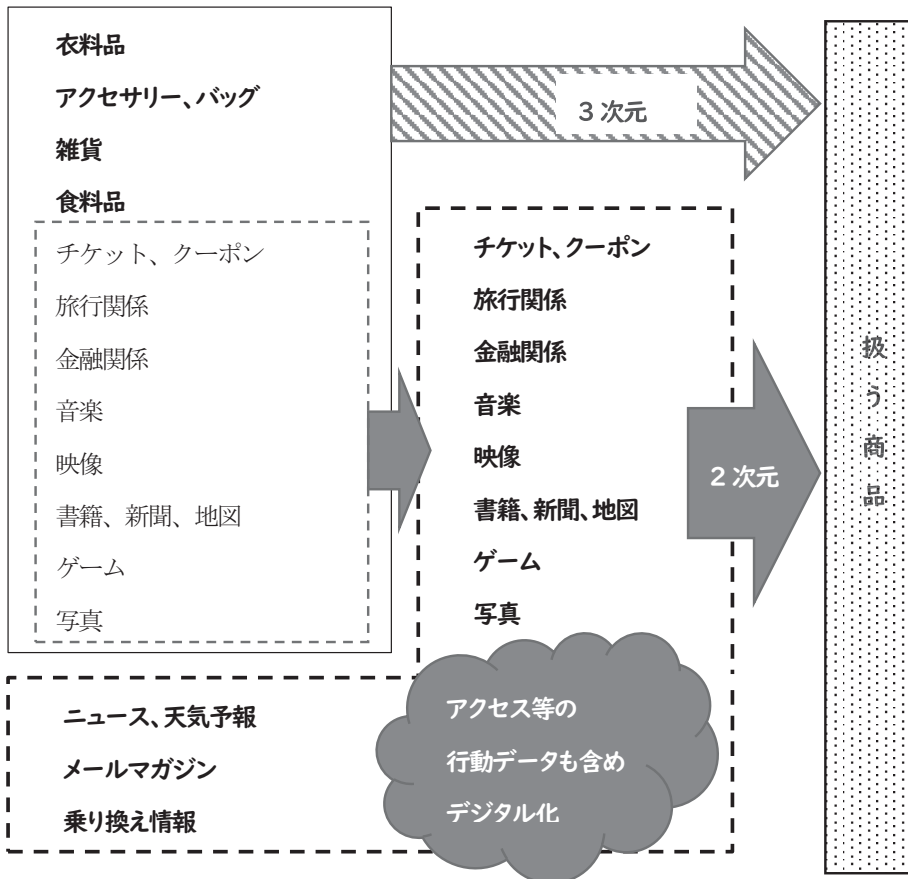 衣料品
アクセサリー、バッグ
雑貨
食料品
チケット、クーポン
旅行関係
金融関係
音楽
映像
書籍、新聞、地図
ゲーム
写真
3次元
チケット、クーポン
旅行関係
金融関係
音楽
映像
書籍、新聞、地図
ゲーム
写真
2次元
ニュース、天気予報
メールマガジン
乗り換え情報
アクセス等の
行動データも含め
デジタル化
扱う商品